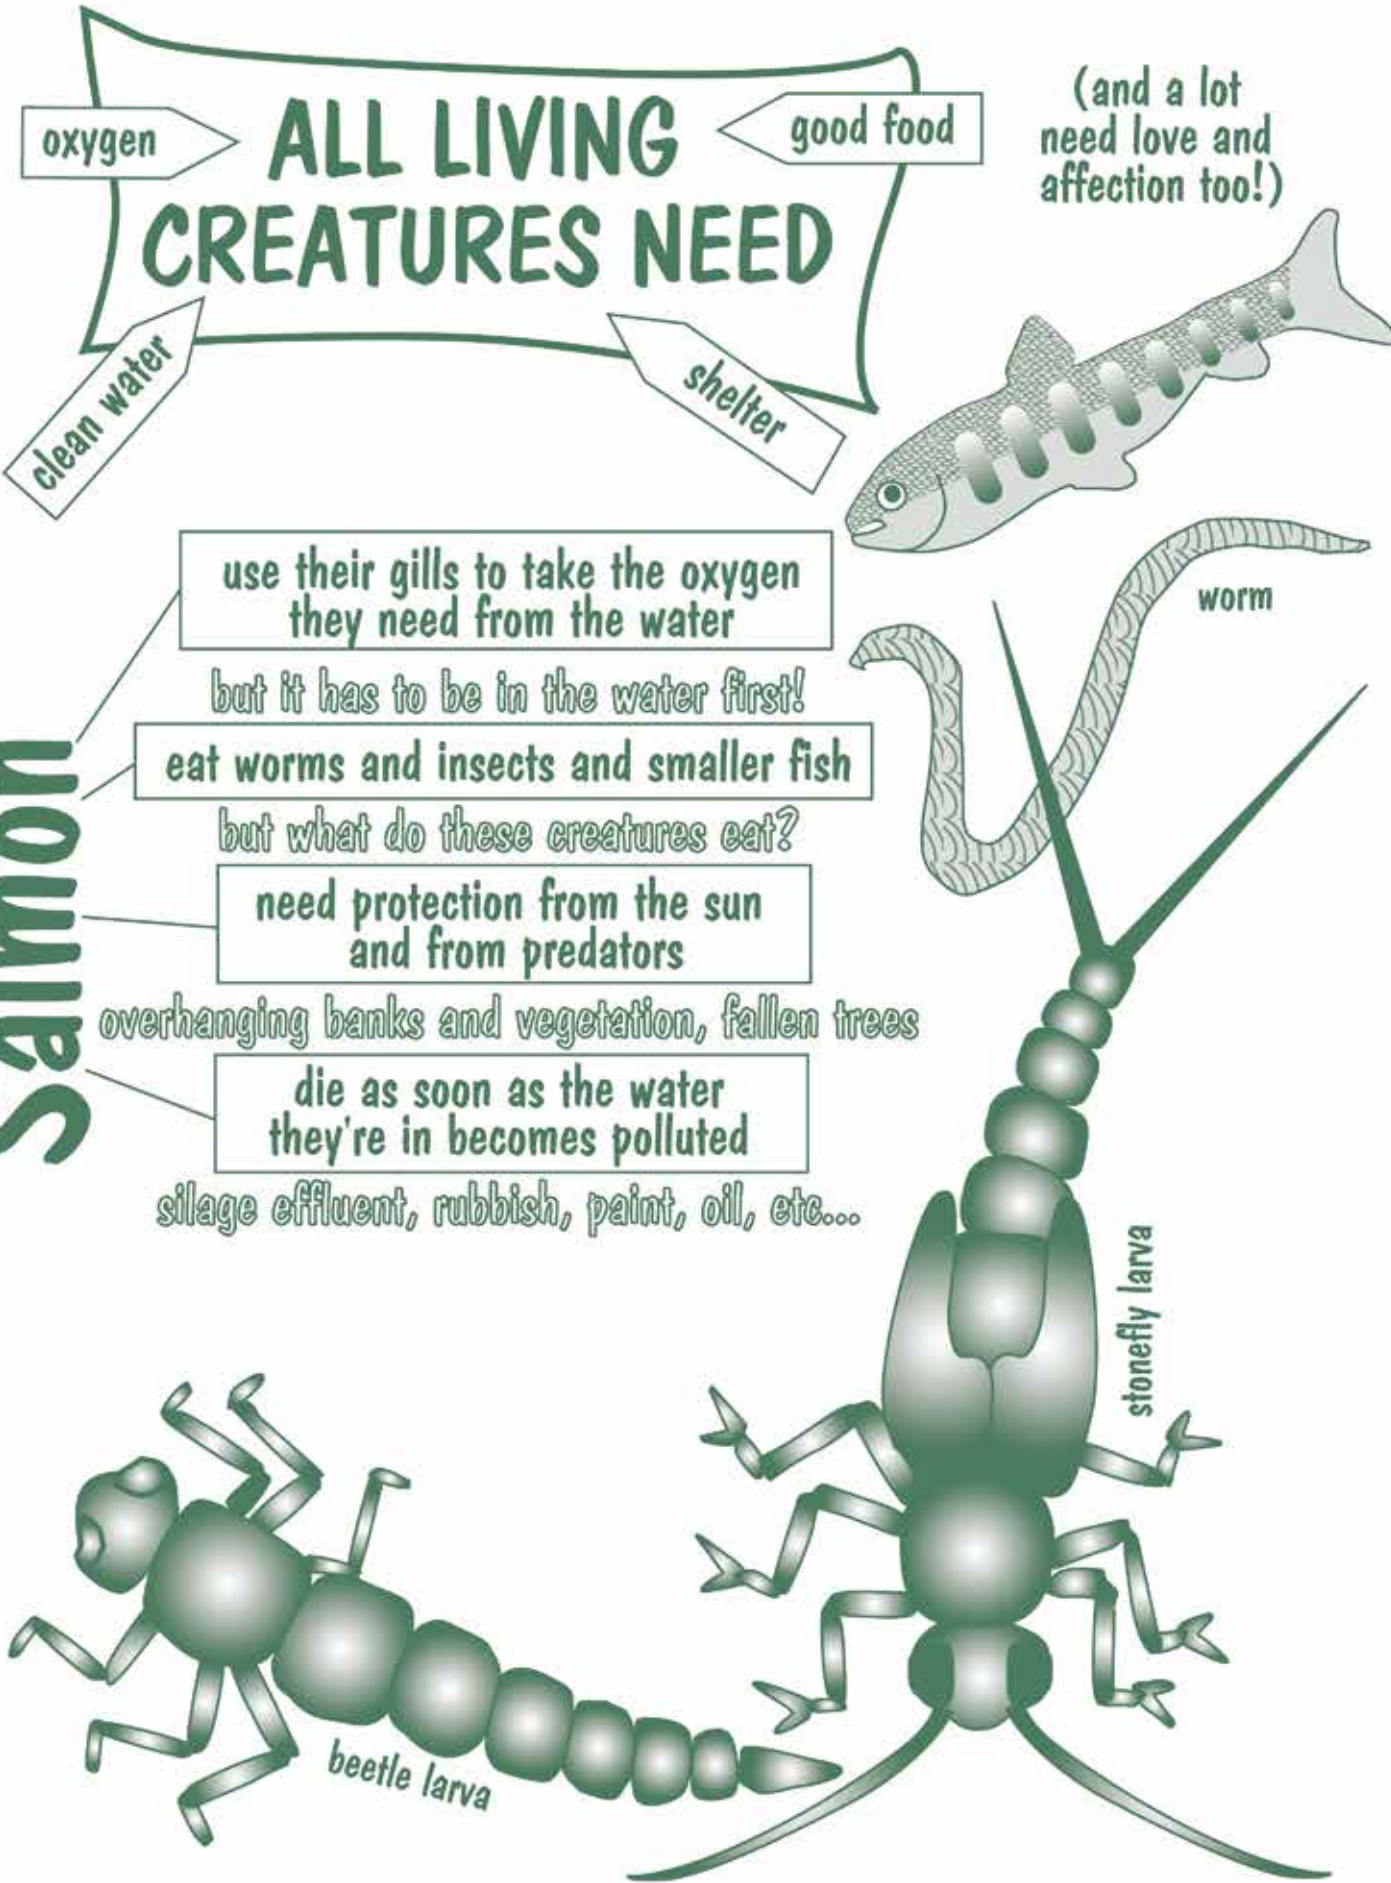 oxygen
ALL LIVING
CREATURES NEED
good food
(and a lot
need love and
affection too!)
clean water
shelter
salmon
use their gills to take the oxygen
they need from the water
but it has to be in the water first!
eat worms and insects and smaller fish
but what do these creatures eat?
need protection from the sun
and from predators
overhanging banks and vegetation, fallen trees
die as soon as the water
they're in becomes polluted
silage effluent, rubbish, paint, oil, etc...
worm
stonefly larva
beetle larva